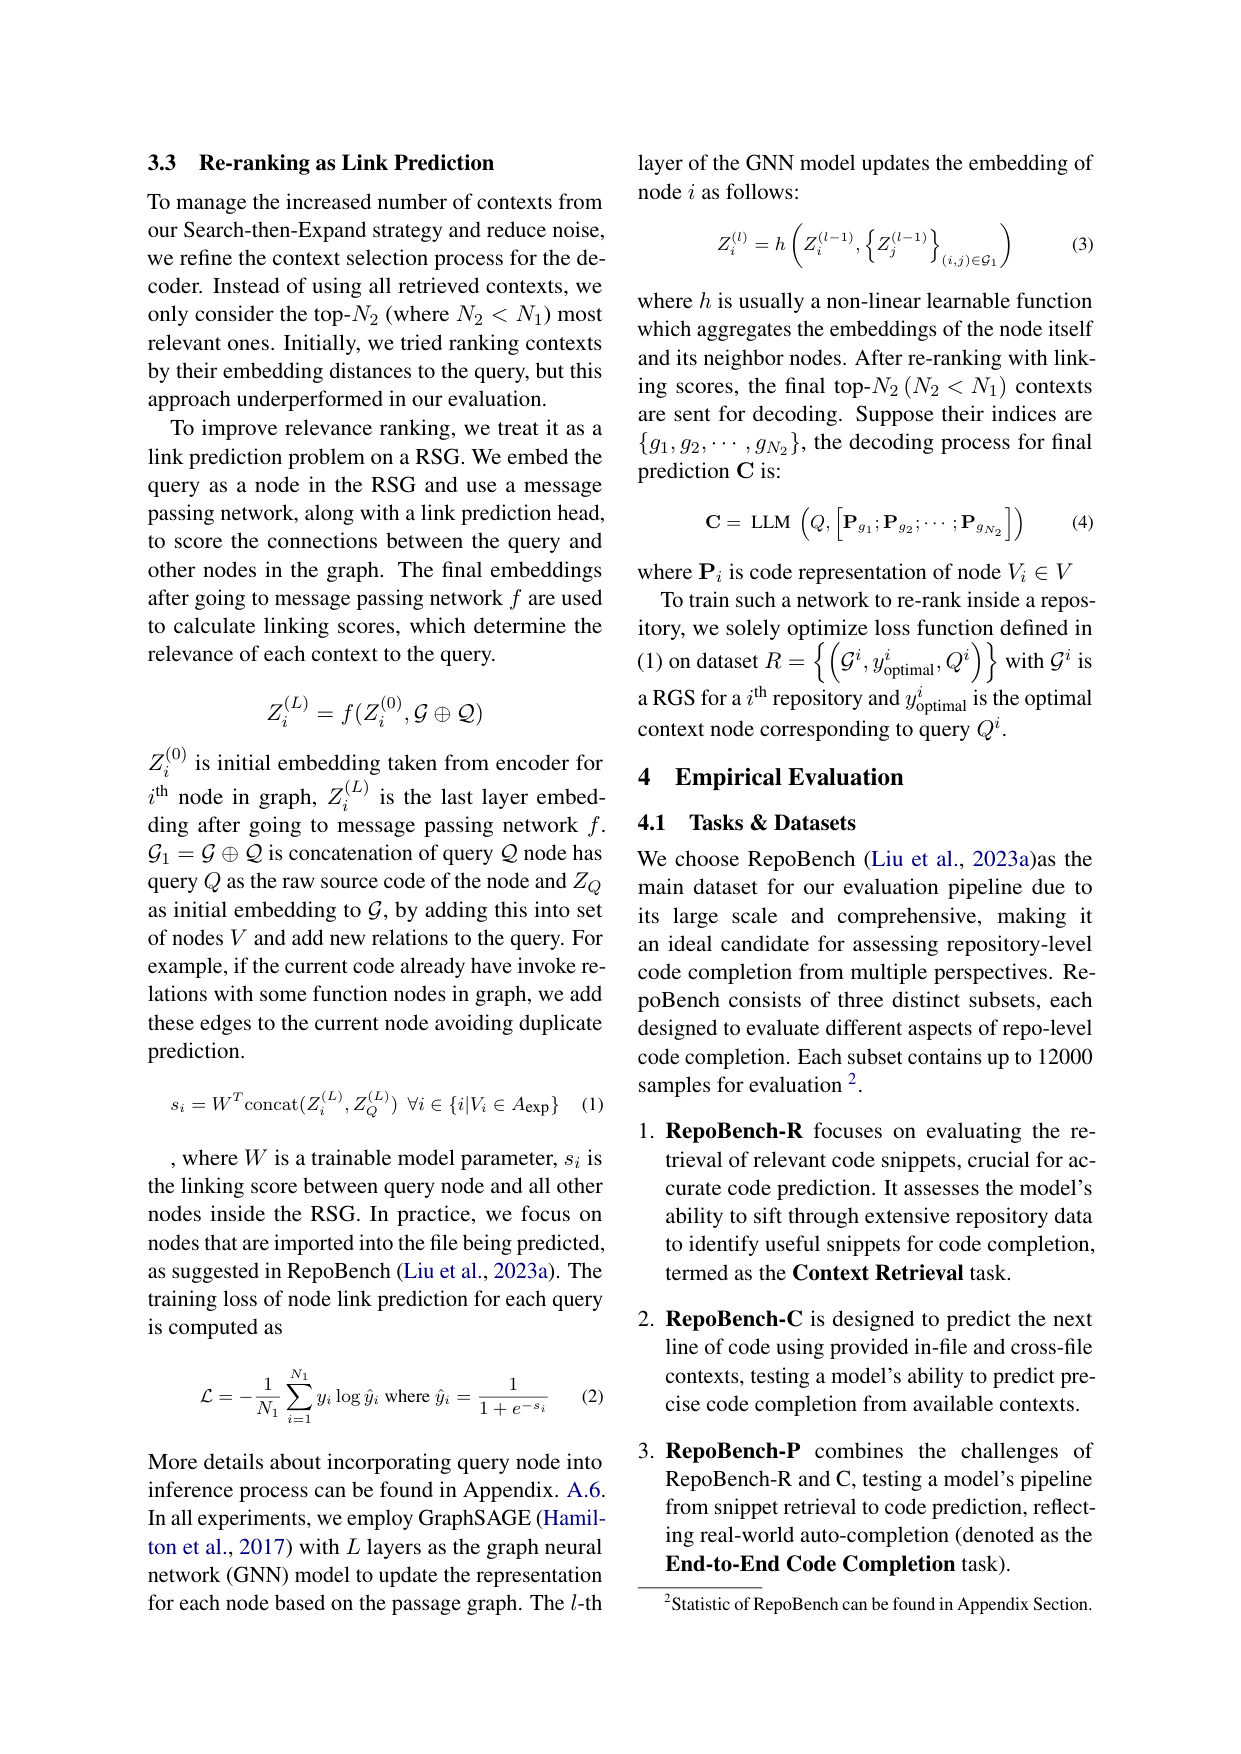 3.3 Re-ranking as Link Prediction
To manage the increased number of contexts from
our Search-then-Expand strategy and reduce noise,
we refine the context selection process for the de-
coder. Instead of using all retrieved contexts, we
only consider the top-N₂ (where N₂ < N₁) most
relevant ones. Initially, we tried ranking contexts
by their embedding distances to the query, but this
approach underperformed in our evaluation.
To improve relevance ranking, we treat it as a
link prediction problem on a RSG. We embed the
query as a node in the RSG and use a message
passing network, along with a link prediction head,
to score the connections between the query and
other nodes in the graph. The final embeddings
after going to message passing network f are used
to calculate linking scores, which determine the
relevance of each context to the query.
Z_i^{(L)} = f(Z_i^{(0)}, 𝒢 ⊕ 𝒬)
Z_i^{(0)} is initial embedding taken from encoder for
i^{th} node in graph, Z_i^{(L)} is the last layer embed-
ding after going to message passing network f.
𝒢₁ = 𝒢 ⊕ 𝒬 is concatenation of query 𝒬 node has
query Q as the raw source code of the node and Z_Q
as initial embedding to 𝒢, by adding this into set
of nodes V and add new relations to the query. For
example, if the current code already have invoke re-
lations with some function nodes in graph, we add
these edges to the current node avoiding duplicate
prediction.
s_i = W^T concat(Z_i^{(L)}, Z_Q^{(L)}) ∀i ∈ {i|V_i ∈ A_{exp}} (1)
, where W is a trainable model parameter, s_i is
the linking score between query node and all other
nodes inside the RSG. In practice, we focus on
nodes that are imported into the file being predicted,
as suggested in RepoBench (Liu et al., 2023a). The
training loss of node link prediction for each query
is computed as
ℒ = −\frac{1}{N_1} \sum_{i=1}^{N_1} y_i log ŷ_i where ŷ_i = \frac{1}{1 + e^{−s_i}} (2)
More details about incorporating query node into
inference process can be found in Appendix. A.6.
In all experiments, we employ GraphSAGE (Hamil-
ton et al., 2017) with L layers as the graph neural
network (GNN) model to update the representation
for each node based on the passage graph. The l-th
layer of the GNN model updates the embedding of
node i as follows:
Z_i^{(l)} = h(Z_i^{(l−1)}, {Z_j^{(l−1)}}_{(i,j)∈𝒢₁}) (3)
where h is usually a non-linear learnable function
which aggregates the embeddings of the node itself
and its neighbor nodes. After re-ranking with link-
ing scores, the final top-N₂ (N₂ < N₁) contexts
are sent for decoding. Suppose their indices are
{g₁, g₂, ⋯ , g_{N₂}}, the decoding process for final
prediction C is:
C = LLM (Q, [P_{g₁}; P_{g₂}; ⋯ ; P_{g_{N₂}}]) (4)
where P_i is code representation of node V_i ∈ V
To train such a network to re-rank inside a repos-
itory, we solely optimize loss function defined in
(1) on dataset R = {(𝒢^i, y^i_{optimal}, Q^i)} with 𝒢^i is
a RGS for a i^{th} repository and y^i_{optimal} is the optimal
context node corresponding to query Q^i.
4 Empirical Evaluation
4.1 Tasks & Datasets
We choose RepoBench (Liu et al., 2023a)as the
main dataset for our evaluation pipeline due to
its large scale and comprehensive, making it
an ideal candidate for assessing repository-level
code completion from multiple perspectives. Re-
poBench consists of three distinct subsets, each
designed to evaluate different aspects of repo-level
code completion. Each subset contains up to 12000
samples for evaluation ².
1. RepoBench-R focuses on evaluating the re-
trieval of relevant code snippets, crucial for ac-
curate code prediction. It assesses the model's
ability to sift through extensive repository data
to identify useful snippets for code completion,
termed as the Context Retrieval task.
2. RepoBench-C is designed to predict the next
line of code using provided in-file and cross-file
contexts, testing a model's ability to predict pre-
cise code completion from available contexts.
3. RepoBench-P combines the challenges of
RepoBench-R and C, testing a model's pipeline
from snippet retrieval to code prediction, reflect-
ing real-world auto-completion (denoted as the
End-to-End Code Completion task).
²Statistic of RepoBench can be found in Appendix Section.